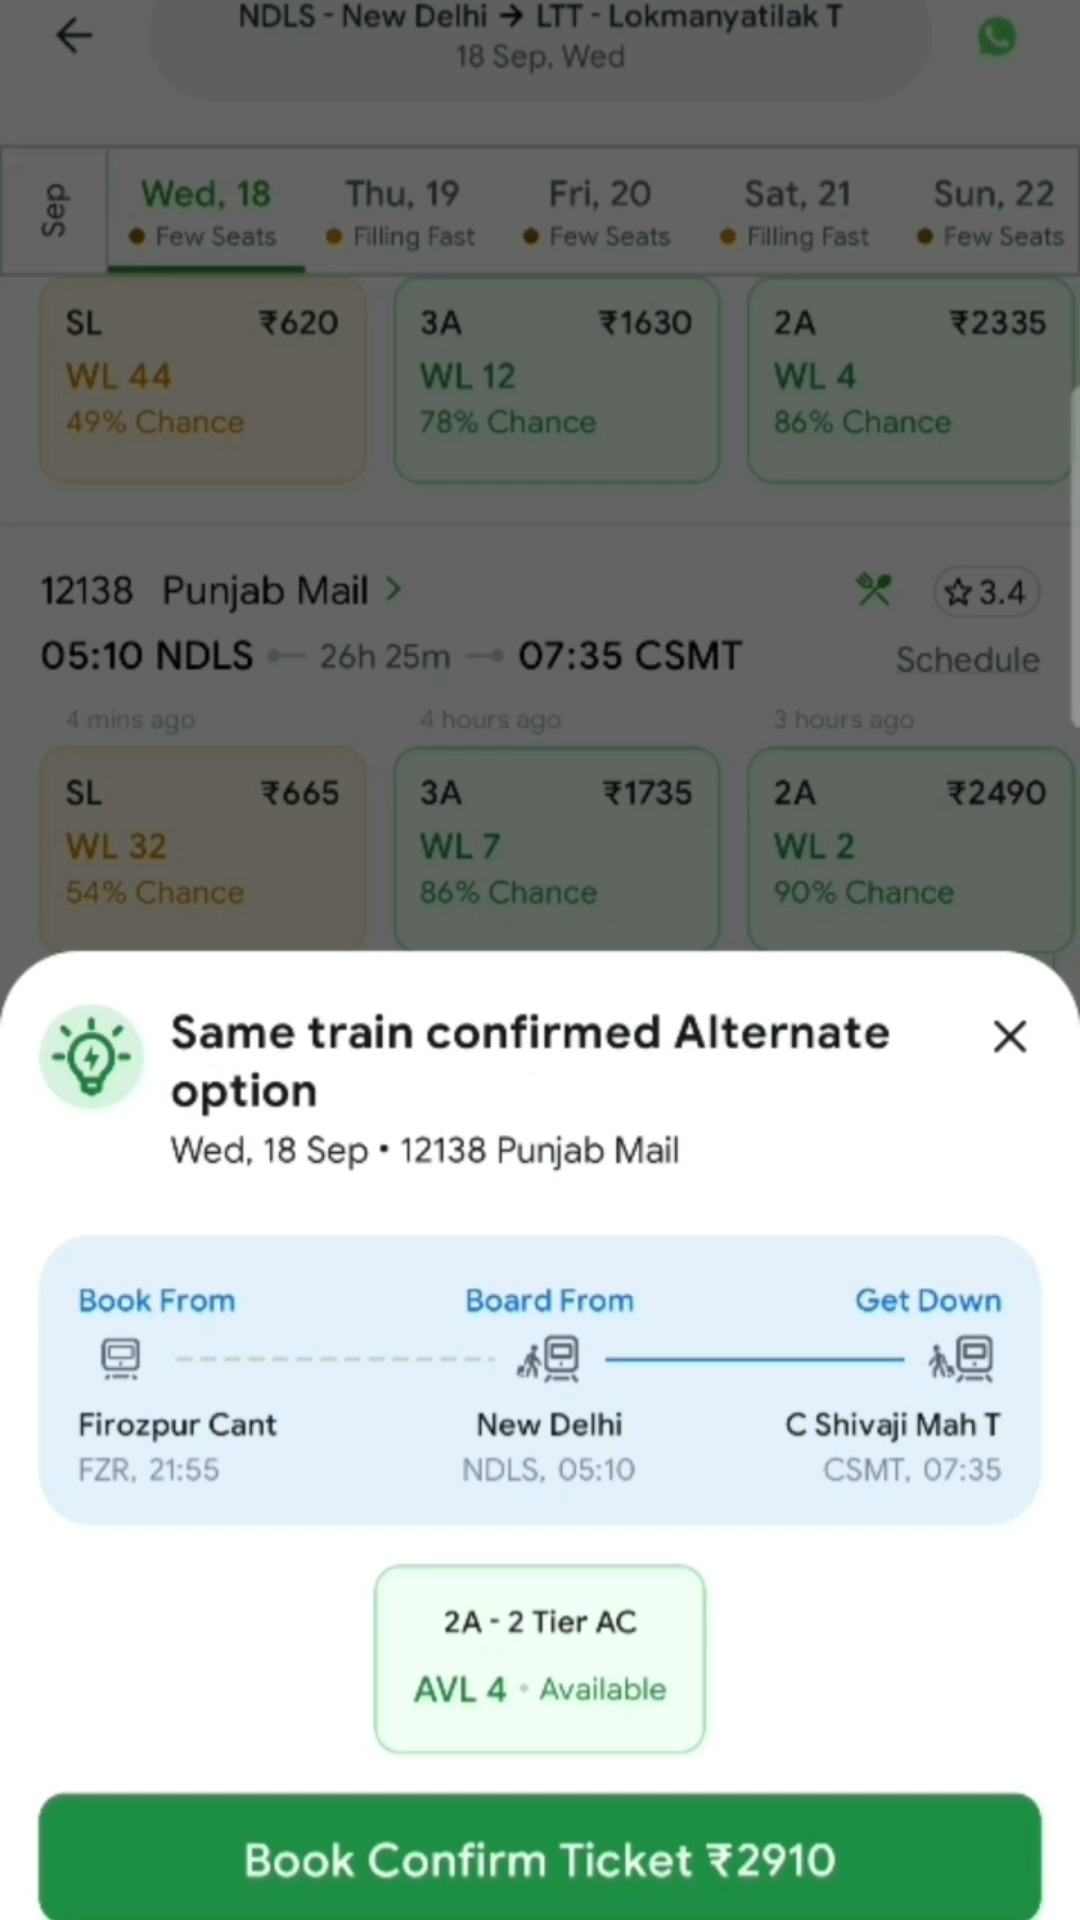 NDLS - New Delhi → LTT - Lokmanyatilak T
18 Sep, Wed
Sep
Wed, 18 Thu, 19 Fri, 20 Sat, 21 Sun, 22
Few Seats Filling Fast Few Seats Filling Fast Few Seats
SL ₹620 3A ₹1630 2A ₹2335
WL 44 WL 12 WL 4
49% Chance 78% Chance 86% Chance
12138 Punjab Mail > 3.4
05:10 NDLS 26h 25m 07:35 CSMT Schedule
4 mins ago 4 hours ago 3 hours ago
SL ₹665 3A ₹1735 2A ₹2490
WL 32 WL 7 WL 2
54% Chance 86% Chance 90% Chance
Same train confirmed Alternate
option
Wed, 18 Sep • 12138 Punjab Mail
Book From Board From Get Down
Firozpur Cant New Delhi C Shivaji Mah T
FZR, 21:55 NDLS, 05:10 CSMT, 07:35
2A - 2 Tier AC
AVL 4 • Available
Book Confirm Ticket ₹2910